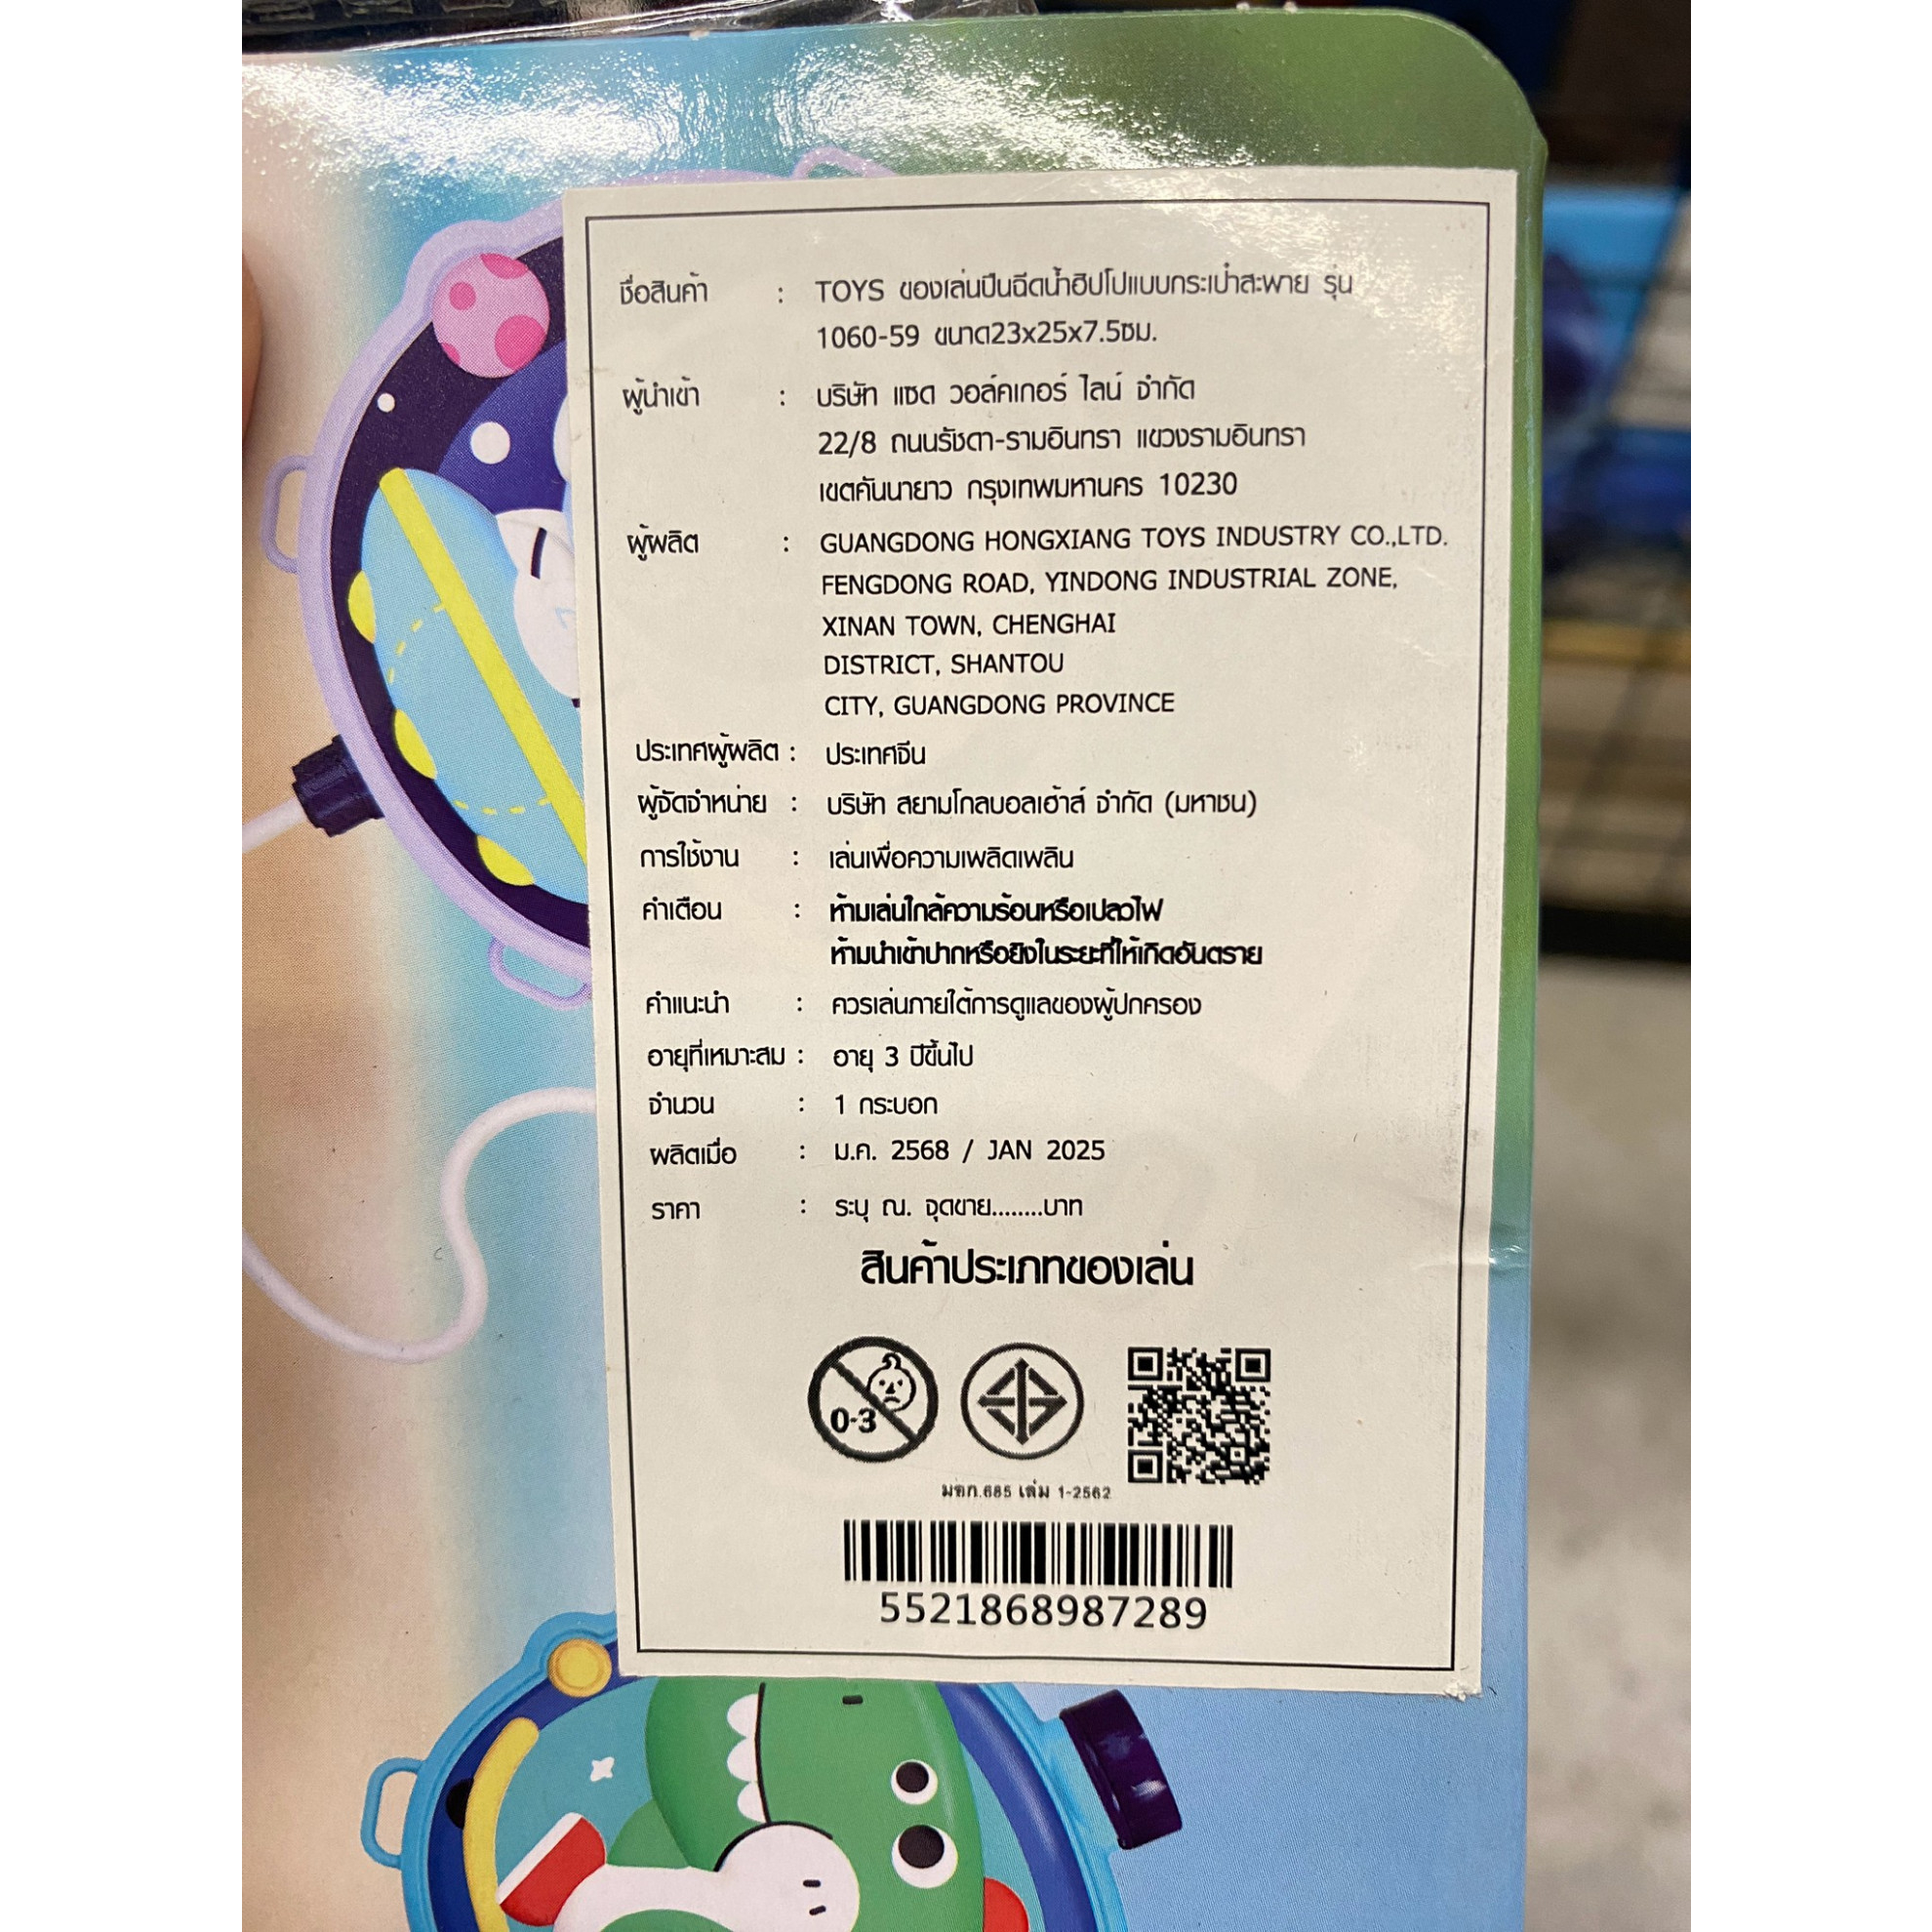 ชื่อสินค้า : TOYS ของเล่นปืนฉีดน้ำฮิปโปแบบกระเป๋าสะพาย รุ่น
1060-59 ขนาด23x25x7.5ซม.
ผู้นำเข้า : บริษัท แซด วอล์คเกอร์ ไลน์ จำกัด
22/8 ถนนรัชดา-รามอินทรา แขวงรามอินทรา
เขตคันนายาว กรุงเทพมหานคร 10230
ผู้ผลิต : GUANGDONG HONGXIANG TOYS INDUSTRY CO.,LTD.
FENGDONG ROAD, YINDONG INDUSTRIAL ZONE,
XINAN TOWN, CHENGHAI
DISTRICT, SHANTOU
CITY, GUANGDONG PROVINCE
ประเทศผู้ผลิต : ประเทศจีน
ผู้จัดจำหน่าย : บริษัท สยามโกลบอลเฮ้าส์ จำกัด (มหาชน)
การใช้งาน : เล่นเพื่อความเพลิดเพลิน
คำเตือน : ห้ามเล่นใกล้ความร้อนหรือเปลวไฟ
ห้ามนำเข้าปากหรือยิงในระยะที่ให้เกิดอันตราย
คำแนะนำ : ควรเล่นภายใต้การดูแลของผู้ปกครอง
อายุที่เหมาะสม : อายุ 3 ปีขึ้นไป
จำนวน : 1 กระบอก
ผลิตเมื่อ : ม.ค. 2568 / JAN 2025
ราคา : ระบุ ณ. จุดขาย........บาท
สินค้าประเภทของเล่น
0-3
มอก.685 เล่ม 1-2562
5521868987289